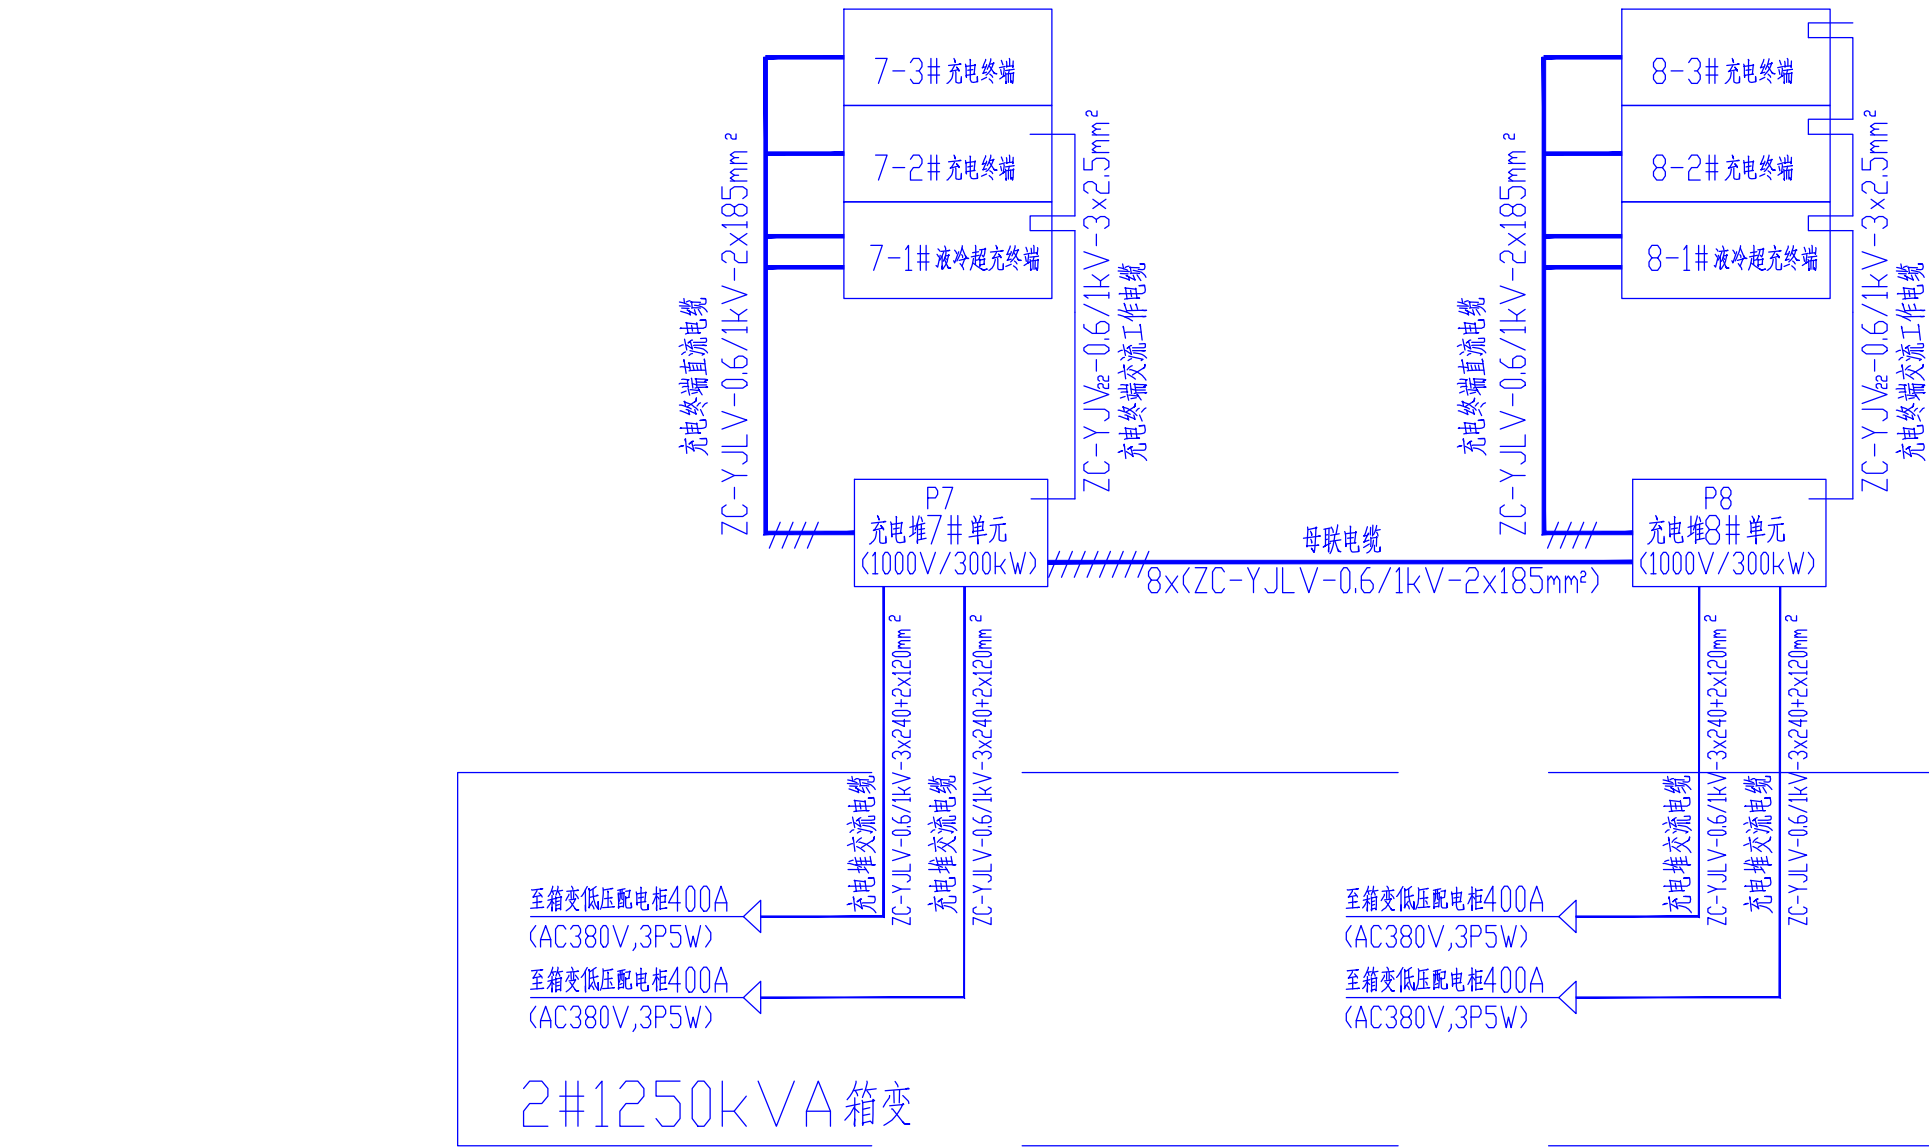 7-3#充电终端
7-2#充电终端
7-1#液冷超充终端
充电终端直流电缆
ZC-YJLV-0.6/1kV-2x185mm²
ZC-YJV₂₂-0.6/1kV-3x2.5mm²
充电终端交流工作电缆
8-3#充电终端
8-2#充电终端
8-1#液冷超充终端
充电终端直流电缆
ZC-YJLV-0.6/1kV-2x185mm²
ZC-YJV₂₂-0.6/1kV-3x2.5mm²
充电终端交流工作电缆
P7
充电堆7#单元
(1000V/300kW)
母联电缆
8x(ZC-YJLV-0.6/1kV-2x185mm²)
P8
充电堆8#单元
(1000V/300kW)
充电堆交流电缆
ZC-YJLV-0.6/1kV-3x240+2x120mm²
充电堆交流电缆
ZC-YJLV-0.6/1kV-3x240+2x120mm²
充电堆交流电缆
ZC-YJLV-0.6/1kV-3x240+2x120mm²
充电堆交流电缆
ZC-YJLV-0.6/1kV-3x240+2x120mm²
至箱变低压配电柜400A
(AC380V,3P5W)
至箱变低压配电柜400A
(AC380V,3P5W)
至箱变低压配电柜400A
(AC380V,3P5W)
至箱变低压配电柜400A
(AC380V,3P5W)
2#1250kVA箱变